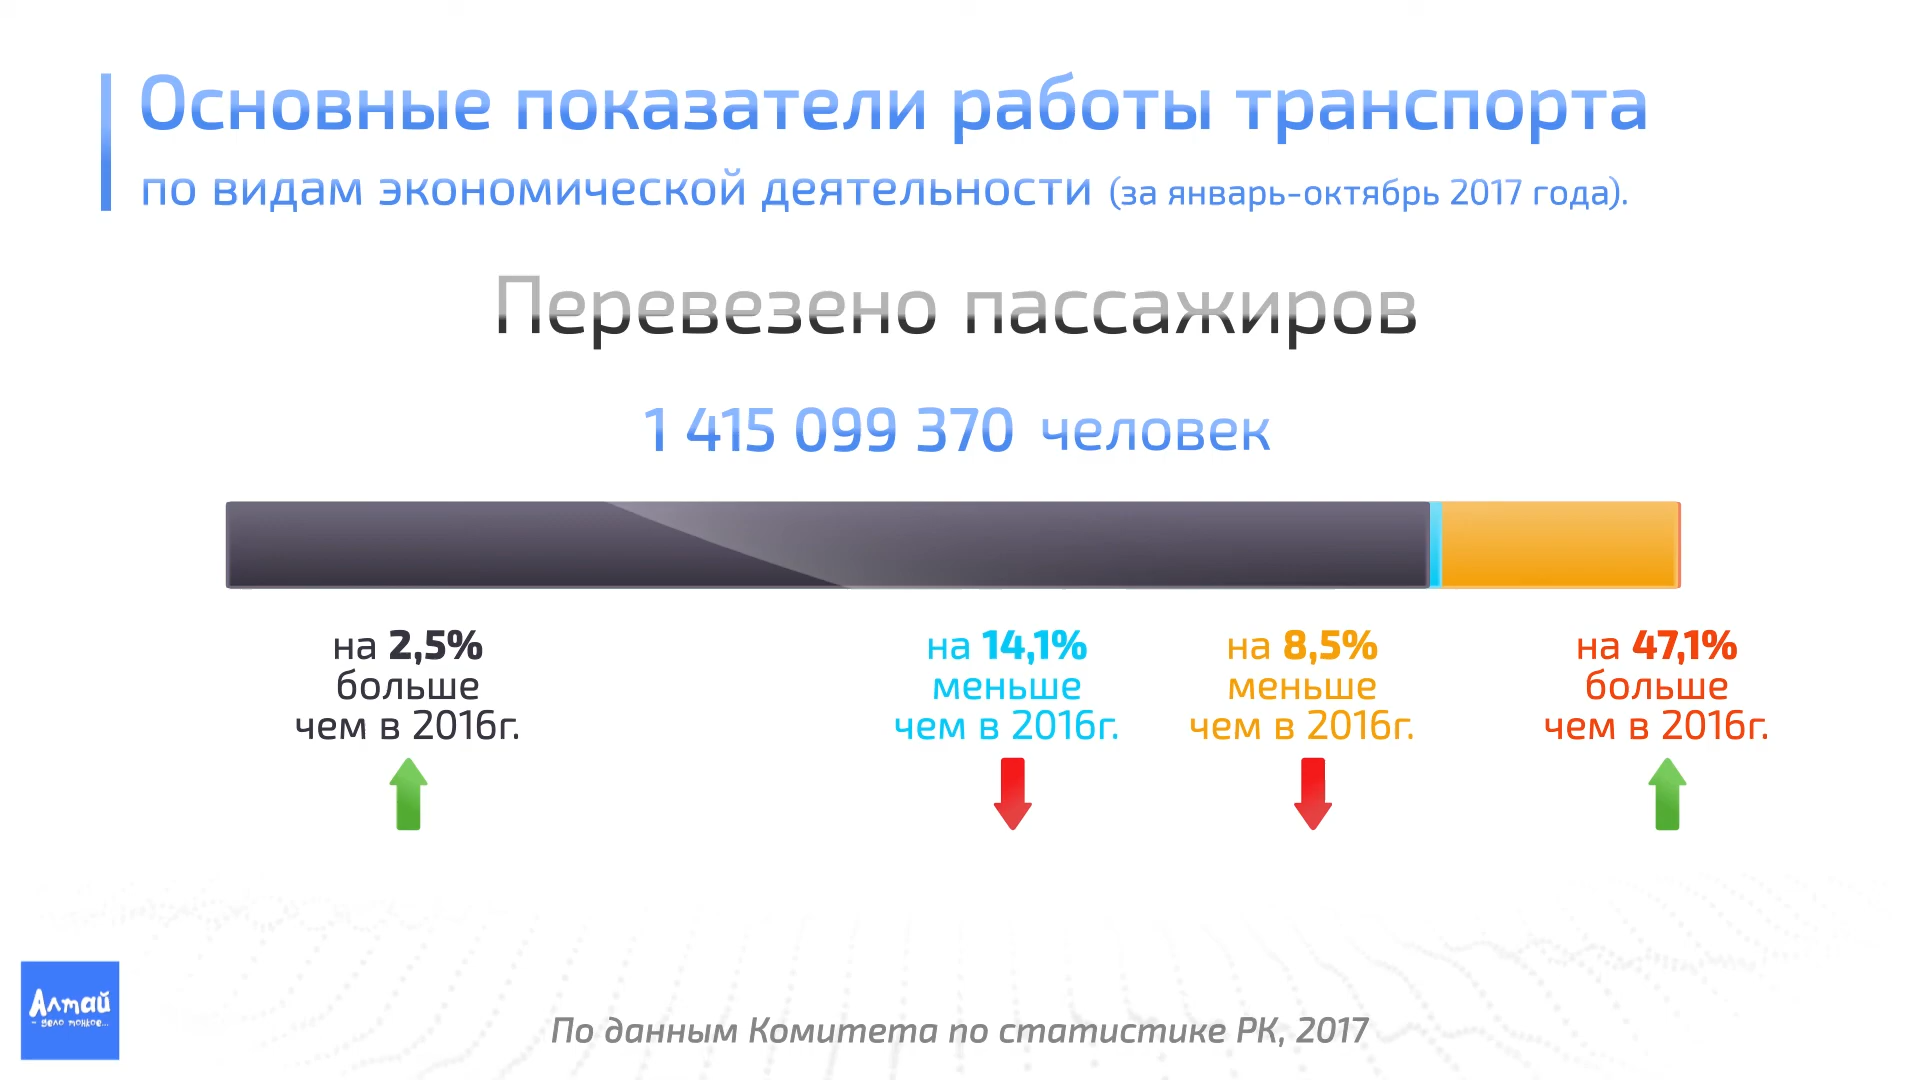 Основные показатели работы транспорта
по видам экономической деятельности (за январь-октябрь 2017 года).
Перевезено пассажиров
1 415 099 370 человек
на 2,5%
больше
чем в 2016г.
на 14,1%
меньше
чем в 2016г.
на 8,5%
меньше
чем в 2016г.
на 47,1%
больше
чем в 2016г.
Алтай
- дело тонкое...
По данным Комитета по статистике РК, 2017